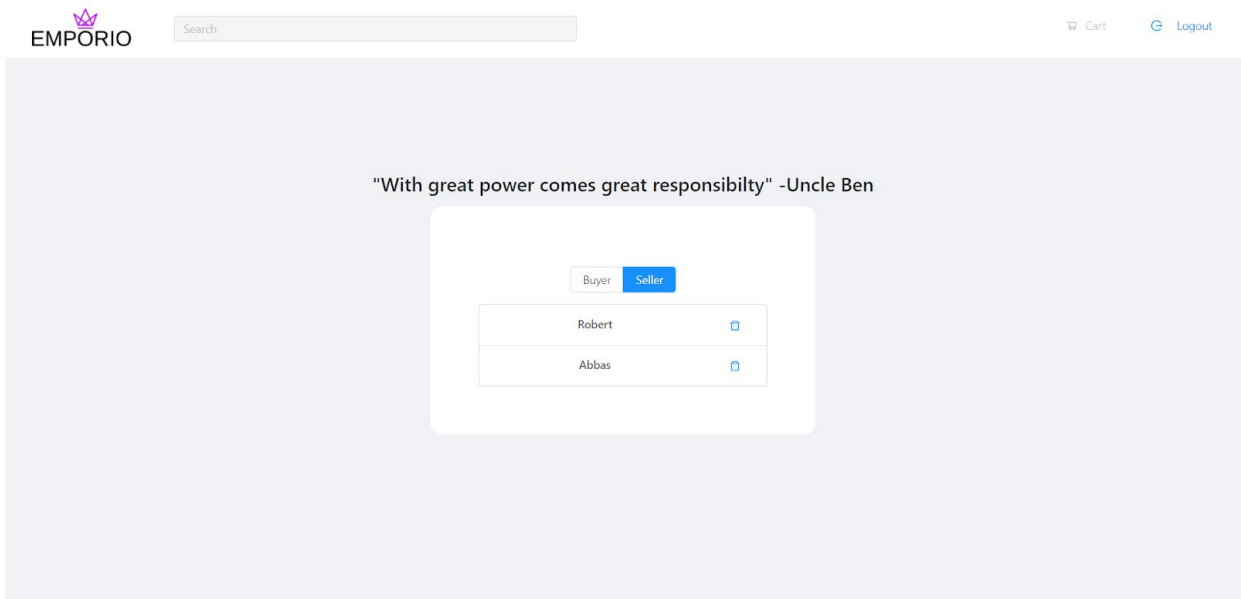 EMPORIO
Search
Cart
Logout
"With great power comes great responsibilty" -Uncle Ben
Buyer
Seller
Robert
Abbas